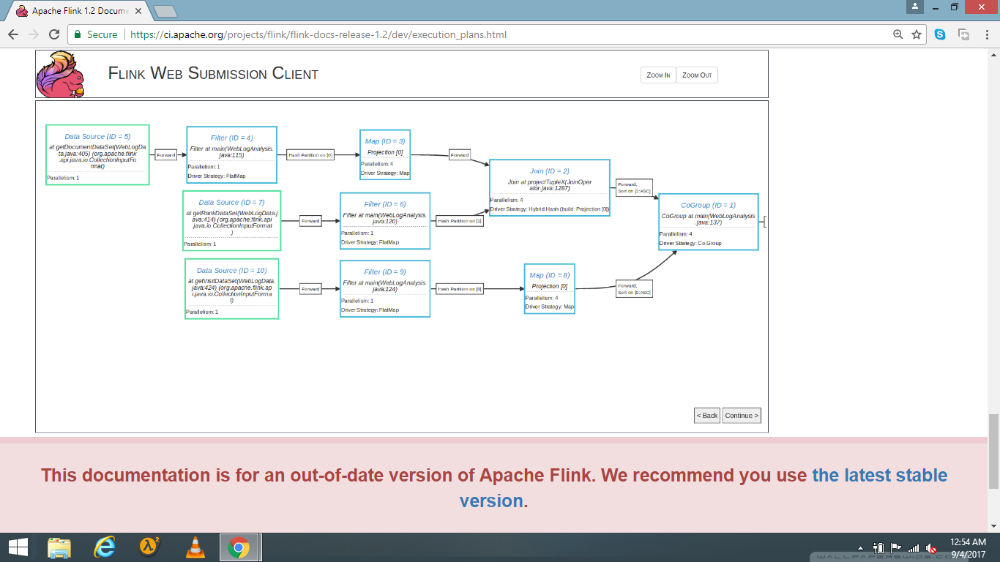 Apache Flink 1.2 Docume
Secure
https://ci.apache.org/projects/flink/flink-docs-release-1.2/dev/execution_plans.html
FLINK WEB SUBMISSION CLIENT
ZOOM IN
ZOOM OUT
Data Source (ID = 5)
at getDocumentDataSet(WebLogDa
ta.java:405) (org.apache.flink
.api.java.io.CollectionInputFo
rmat)
Parallelism: 1
Forward
Filter (ID = 4)
Filter at main(WebLogAnalysis.
java:115)
Parallelism: 1
Driver Strategy: FlatMap
Hash Partition on [0]
Map (ID = 3)
Projection [0]
Parallelism: 4
Driver Strategy: Map
Forward
Join (ID = 2)
Join at projectTupleX(JoinOper
ator.java:1287)
Parallelism: 4
Driver Strategy: Hybrid Hash (build: Projection [0])
Forward,
Sort on [1:ASC]
CoGroup (ID = 1)
CoGroup at main(WebLogAnalysis
.java:137)
Parallelism: 4
Driver Strategy: Co-Group
Data Source (ID = 7)
at getRankDataSet(WebLogData.j
ava:414) (org.apache.flink.api
.java.io.CollectionInputFormat
)
Parallelism: 1
Forward
Filter (ID = 6)
Filter at main(WebLogAnalysis.
java:120)
Parallelism: 1
Driver Strategy: FlatMap
Hash Partition on [1]
Data Source (ID = 10)
at getVisitDataSet(WebLogData.
java:424) (org.apache.flink.ap
i.java.io.CollectionInputForma
t)
Parallelism: 1
Forward
Filter (ID = 9)
Filter at main(WebLogAnalysis.
java:124)
Parallelism: 1
Driver Strategy: FlatMap
Hash Partition on [0]
Map (ID = 8)
Projection [0]
Parallelism: 4
Driver Strategy: Map
Forward,
Sort on [0:ASC]
< Back
Continue >
This documentation is for an out-of-date version of Apache Flink. We recommend you use the latest stable
version.
12:54 AM
9/4/2017